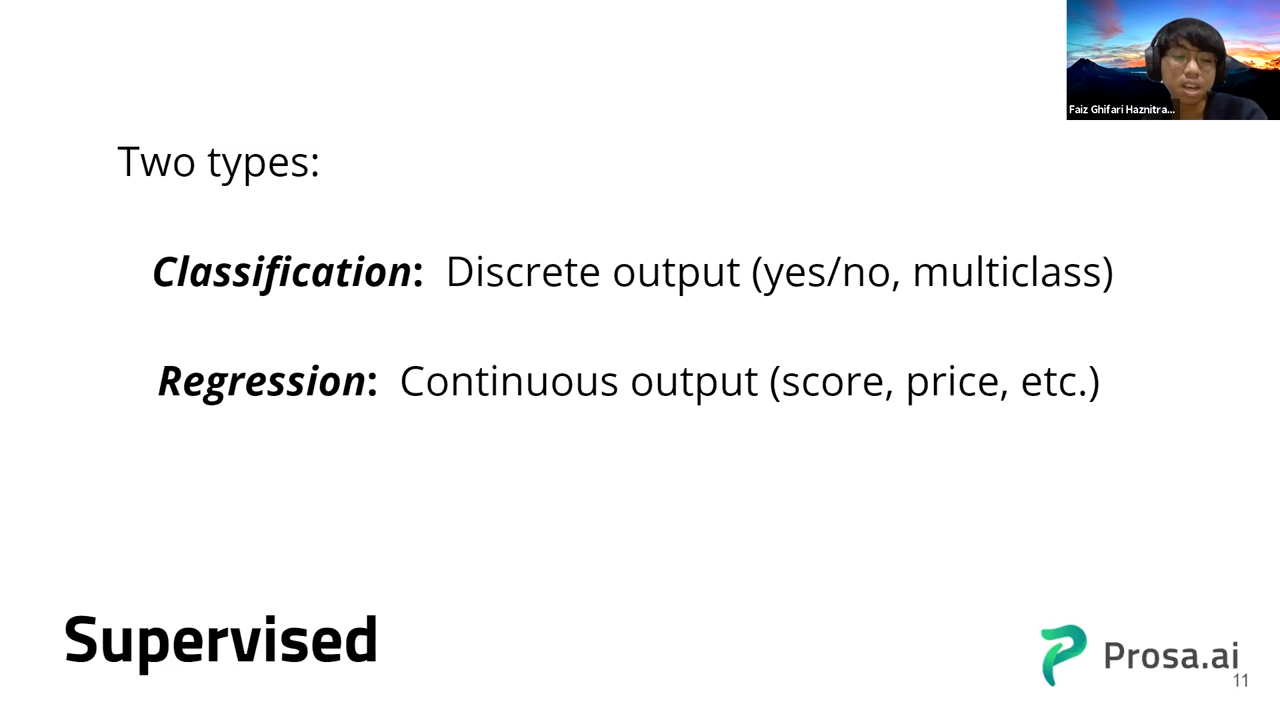 Faiz Ghifari Haznitra...
Two types:
Classification: Discrete output (yes/no, multiclass)
Regression: Continuous output (score, price, etc.)
Supervised
Prosa.ai
11